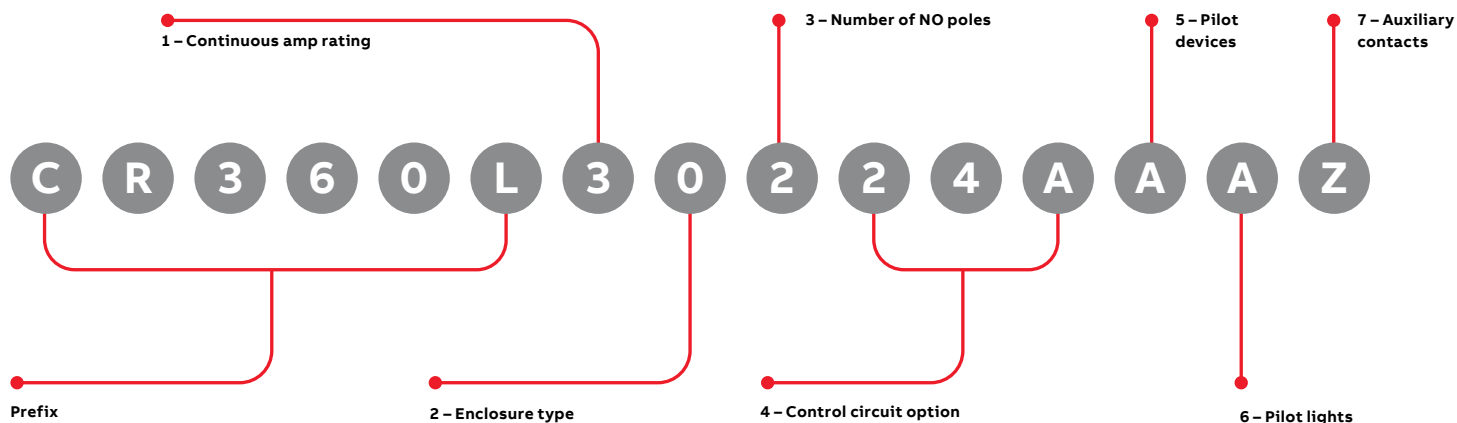 1 – Continuous amp rating
3 – Number of NO poles
5 – Pilot
devices
7 – Auxiliary
contacts
C R 3 6 0 L 3 0 2 2 4 A A A Z
Prefix
2 – Enclosure type
4 – Control circuit option
6 – Pilot lights